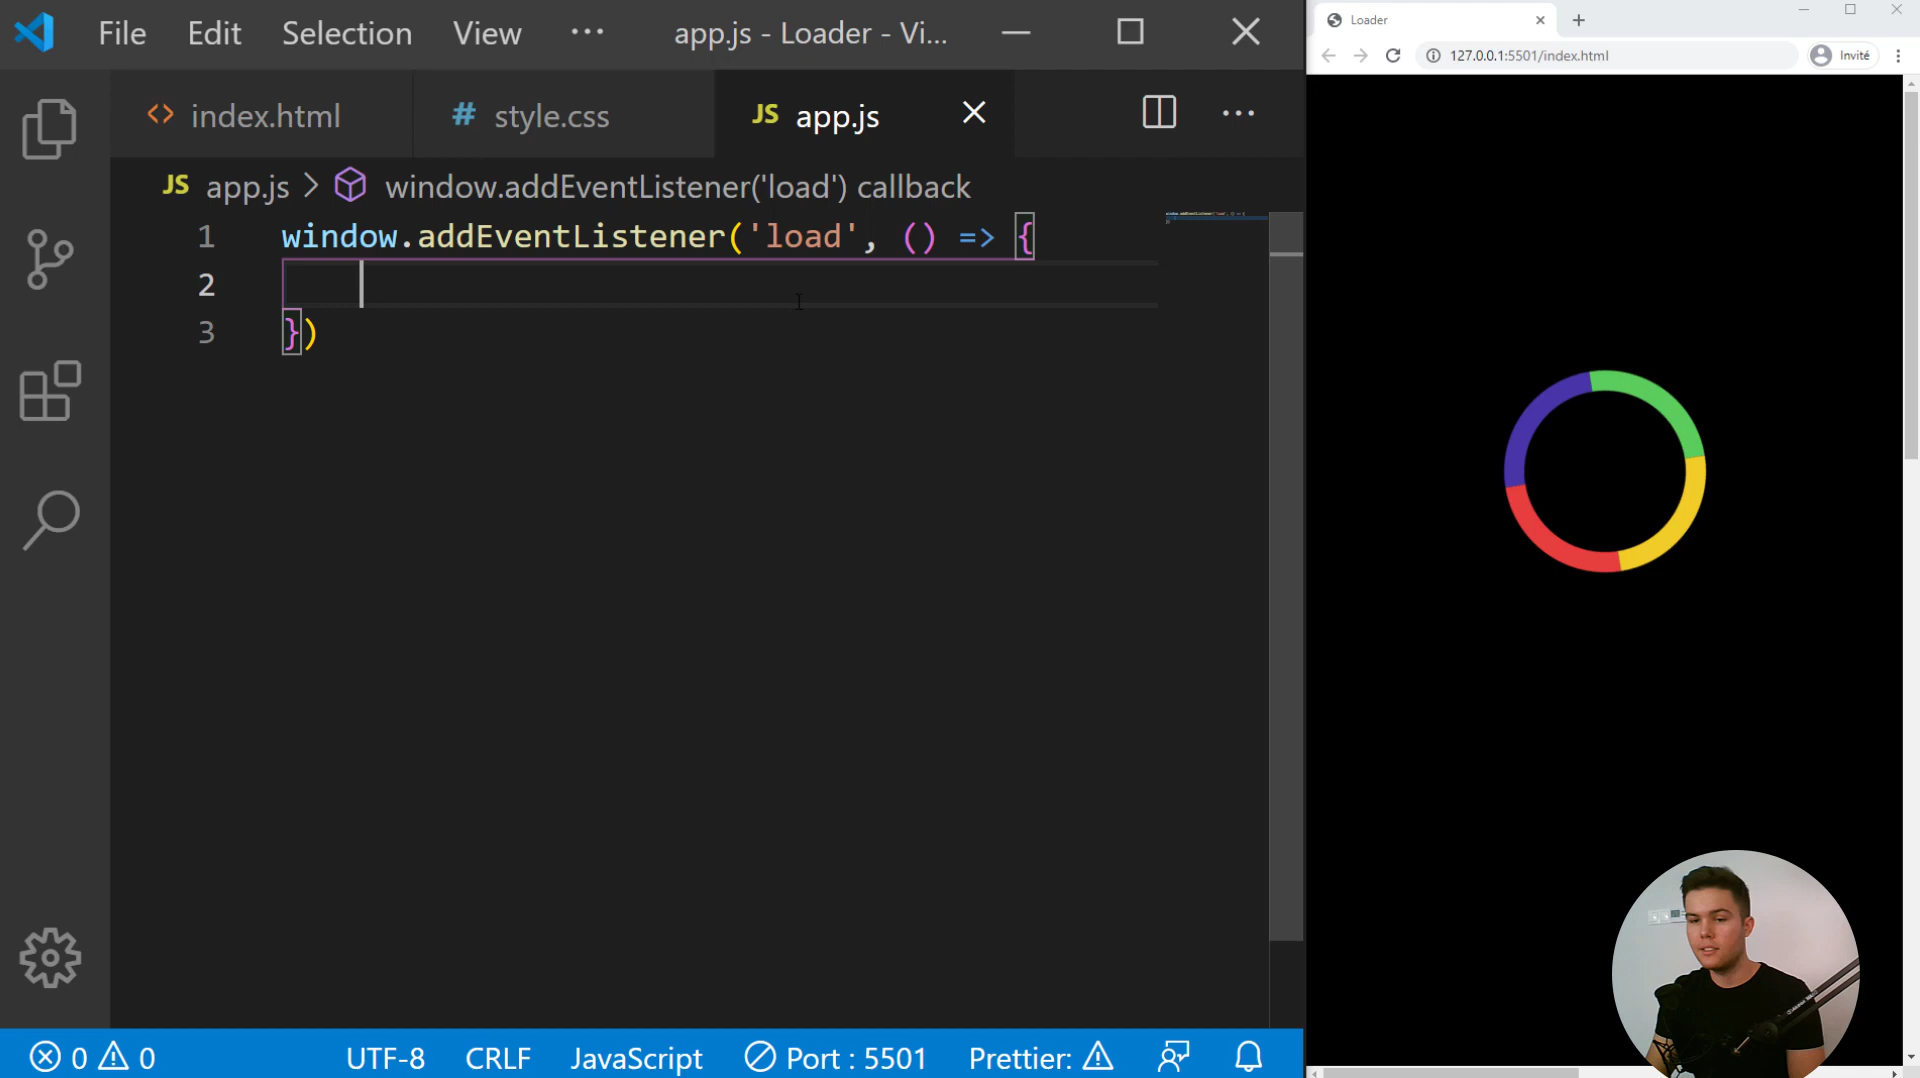 File Edit Selection View ··· app.js - Loader - Vi...
index.html
# style.css
JS app.js
JS app.js > window.addEventListener('load') callback
1 window.addEventListener('load', () => {
2
3 })
0 0 UTF-8 CRLF JavaScript Port : 5501 Prettier:
Loader
127.0.0.1:5501/index.html
Invité